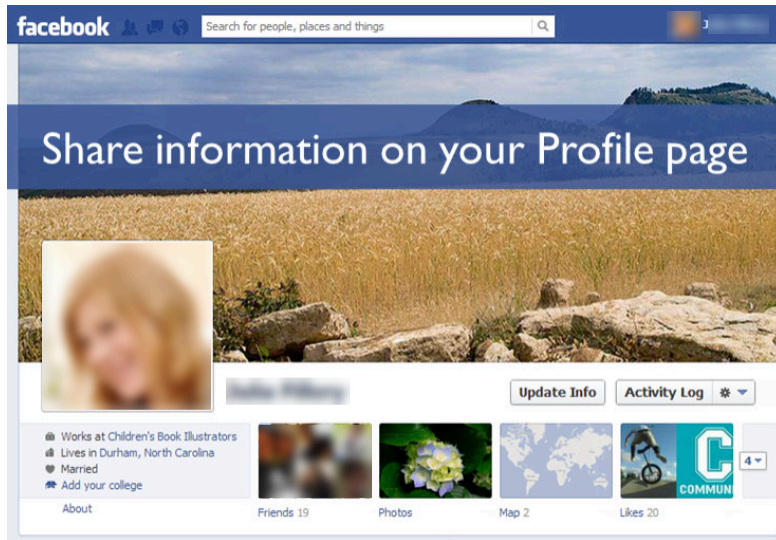 facebook
Search for people, places and things
Share information on your Profile page
Update Info
Activity Log
Works at Children's Book Illustrators
Lives in Durham, North Carolina
Married
Add your college
About
4
C
COMMUN
Friends 19
Photos
Map 2
Likes 20